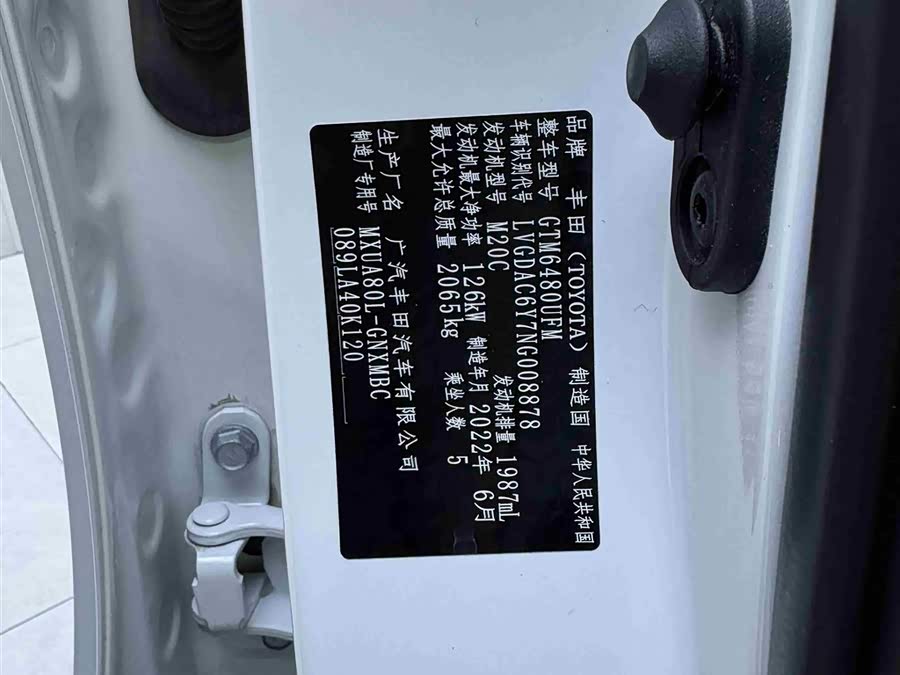 品牌 丰田（TOYOTA） 制造国 中华人民共和国
整车型号 GTM6480UFM
车辆识别代号 LVGDAC6Y7NG008878
发动机型号 M20C 发动机排量 1987mL
发动机最大净功率 126kW 制造年月 2022年 6月
最大允许总质量 2065kg 乘坐人数 5
生产厂名 广汽丰田汽车有限公司
制造厂专用号 MXUA80L-GNXMBC
089LA40K120